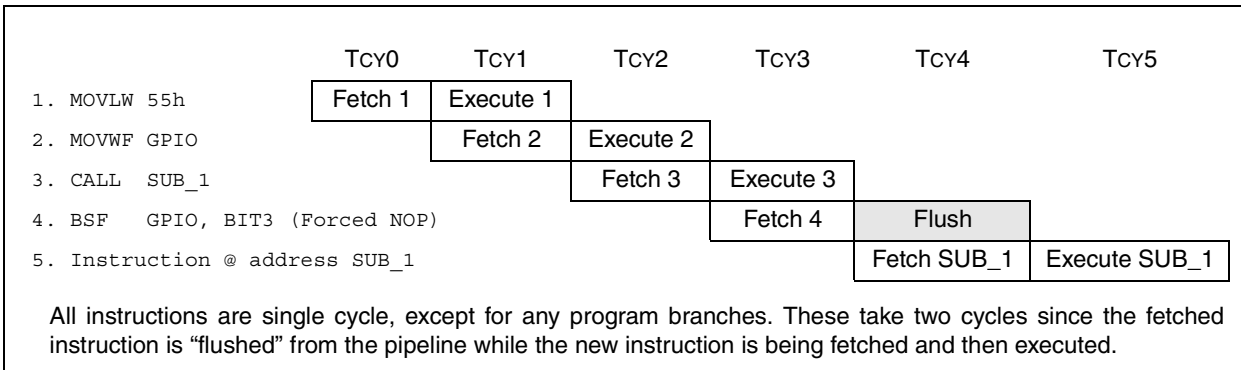 TCY0 TCY1 TCY2 TCY3 TCY4 TCY5
1. MOVLW 55h Fetch 1 Execute 1
2. MOVWF GPIO Fetch 2 Execute 2
3. CALL SUB_1 Fetch 3 Execute 3
4. BSF GPIO, BIT3 (Forced NOP) Fetch 4 Flush
5. Instruction @ address SUB_1 Fetch SUB_1 Execute SUB_1
All instructions are single cycle, except for any program branches. These take two cycles since the fetched
instruction is “flushed” from the pipeline while the new instruction is being fetched and then executed.